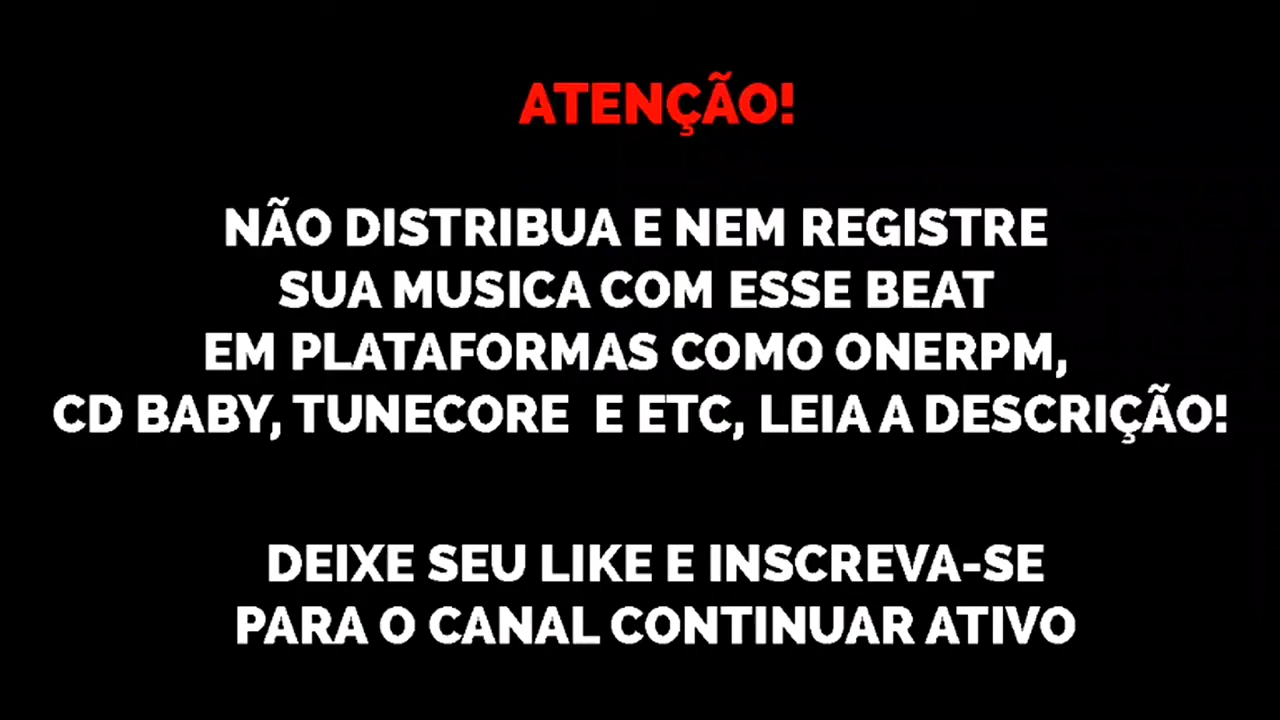 ATENÇÃO!
NÃO DISTRIBUA E NEM REGISTRE
SUA MUSICA COM ESSE BEAT
EM PLATAFORMAS COMO ONERPM,
CD BABY, TUNECORE E ETC, LEIA A DESCRIÇÃO!
DEIXE SEU LIKE E INSCREVA-SE
PARA O CANAL CONTINUAR ATIVO